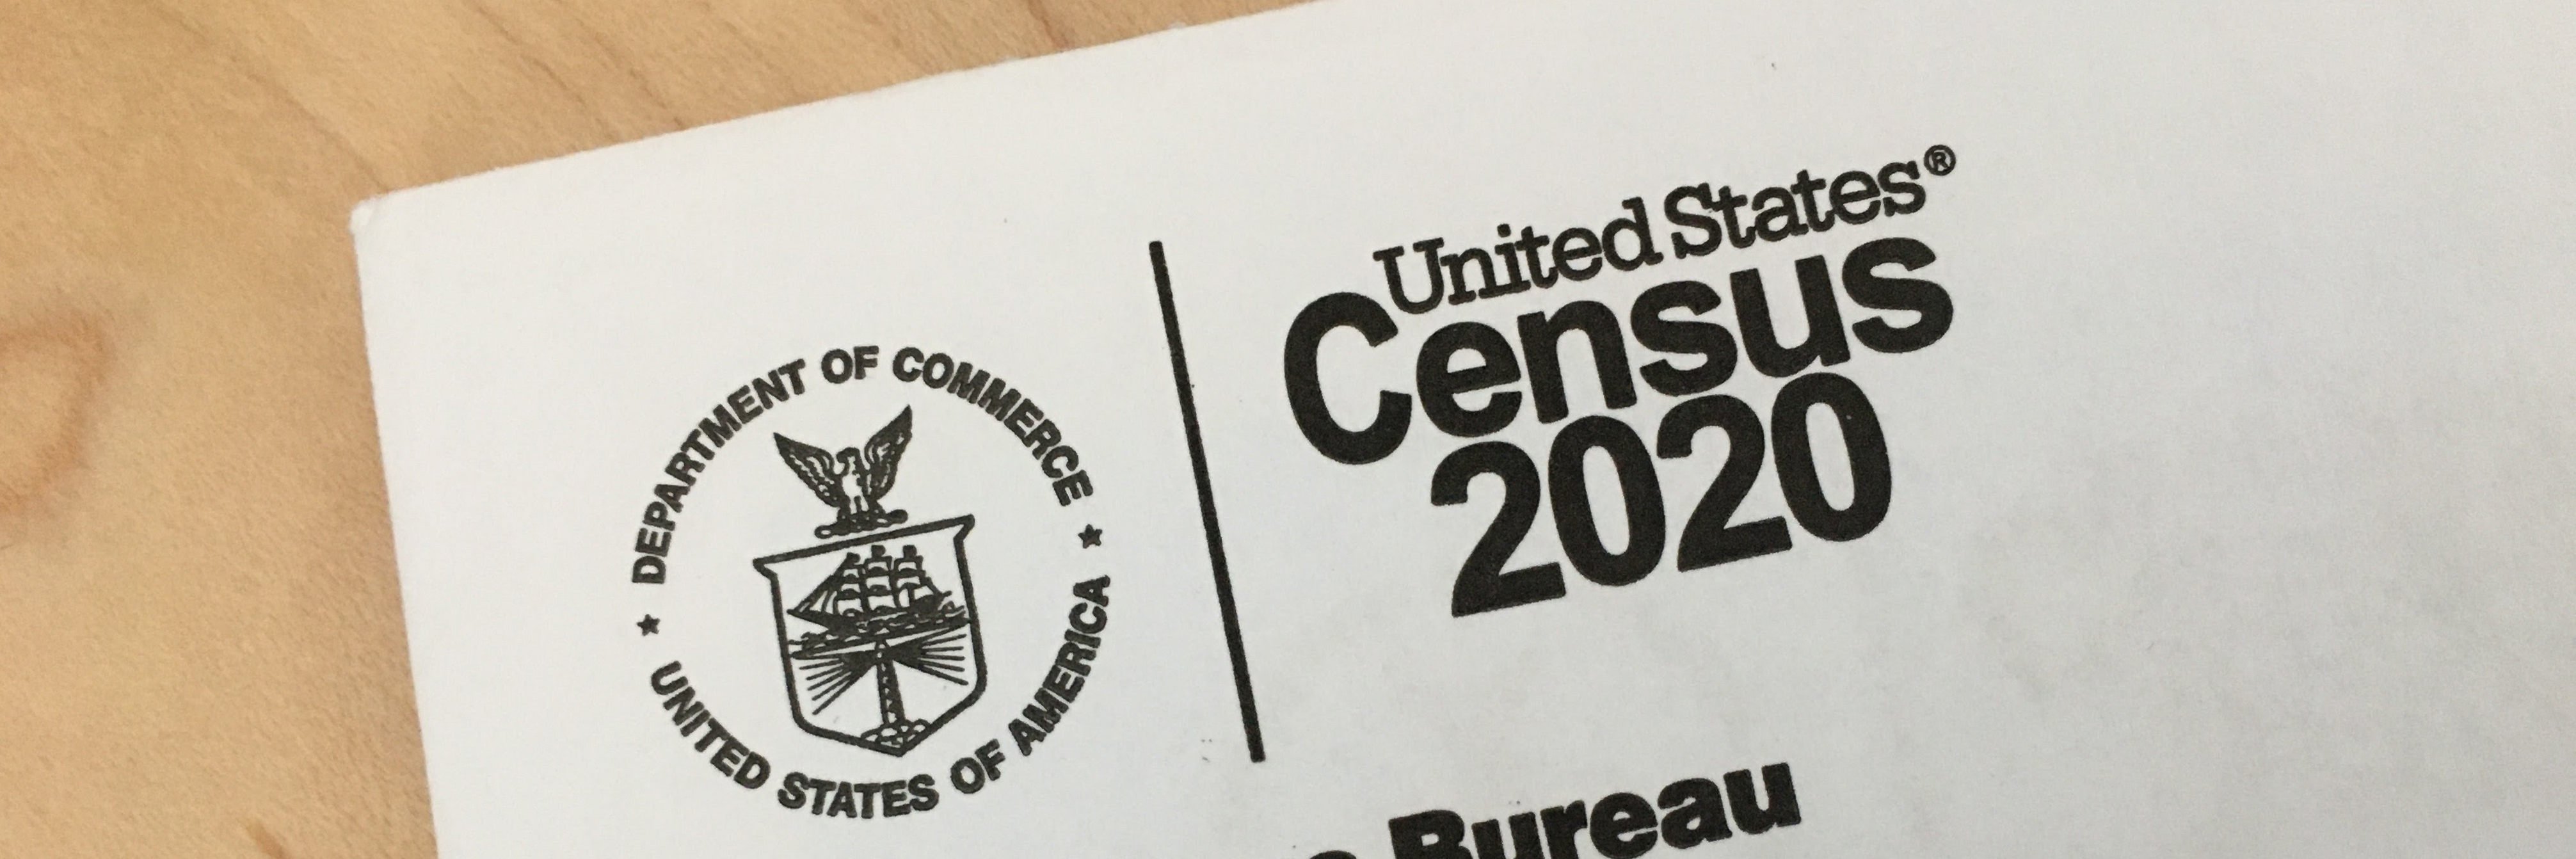 DEPARTMENT OF COMMERCE
UNITED STATES OF AMERICA
United States®
Census
2020
Bureau